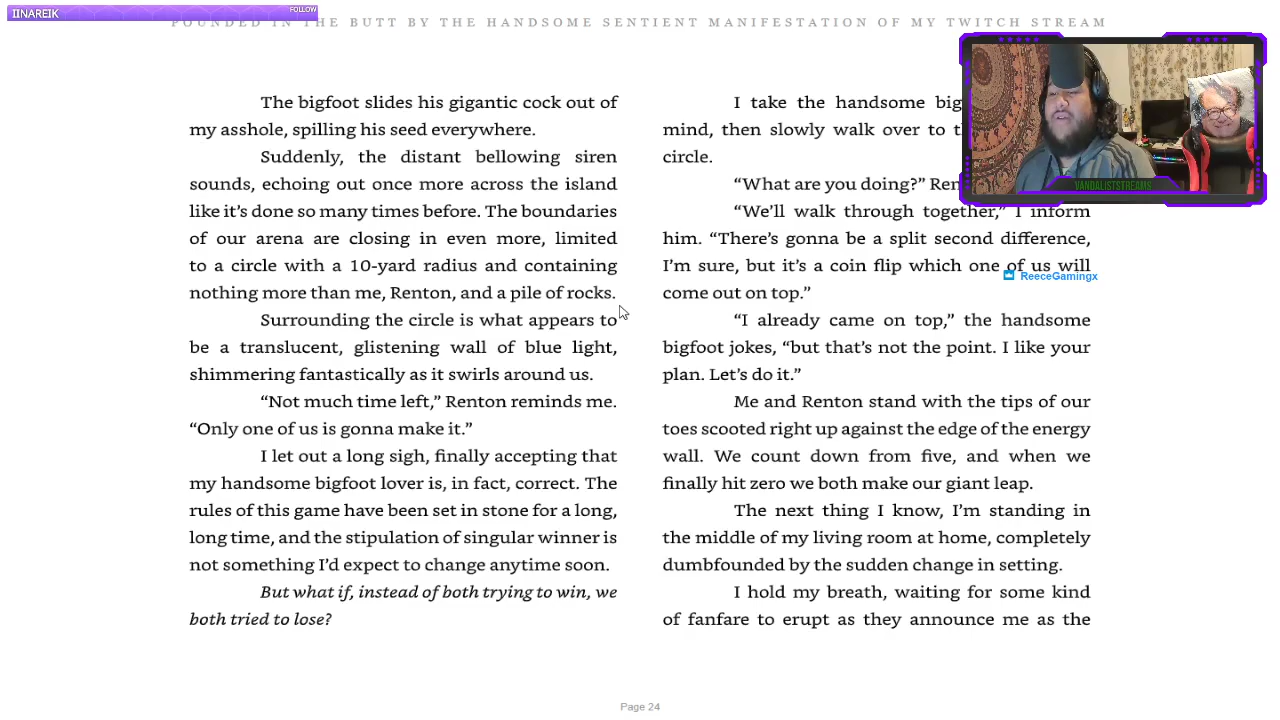 IINAREIK
FOLLOW
POUNDED IN THE BUTT BY THE HANDSOME SENTIENT MANIFESTATION OF MY TWITCH STREAM
The bigfoot slides his gigantic cock out of
my asshole, spilling his seed everywhere.
Suddenly, the distant bellowing siren
sounds, echoing out once more across the island
like it’s done so many times before. The boundaries
of our arena are closing in even more, limited
to a circle with a 10-yard radius and containing
nothing more than me, Renton, and a pile of rocks.
Surrounding the circle is what appears to
be a translucent, glistening wall of blue light,
shimmering fantastically as it swirls around us.
“Not much time left,” Renton reminds me.
“Only one of us is gonna make it.”
I let out a long sigh, finally accepting that
my handsome bigfoot lover is, in fact, correct. The
rules of this game have been set in stone for a long,
long time, and the stipulation of singular winner is
not something I’d expect to change anytime soon.
But what if, instead of both trying to win, we
both tried to lose?
I take the handsome
mind, then slowly walk over to
circle.
“What are you doing?”
“We’ll walk through together,” I inform
him. “There’s gonna be a split second difference,
I’m sure, but it’s a coin flip which one of us will
come out on top.”
“I already came on top,” the handsome
bigfoot jokes, “but that’s not the point. I like your
plan. Let’s do it.”
Me and Renton stand with the tips of our
toes scooted right up against the edge of the energy
wall. We count down from five, and when we
finally hit zero we both make our giant leap.
The next thing I know, I’m standing in
the middle of my living room at home, completely
dumbfounded by the sudden change in setting.
I hold my breath, waiting for some kind
of fanfare to erupt as they announce me as the
VANDALISTSTREAMS
ReeceGamingx
Page 24